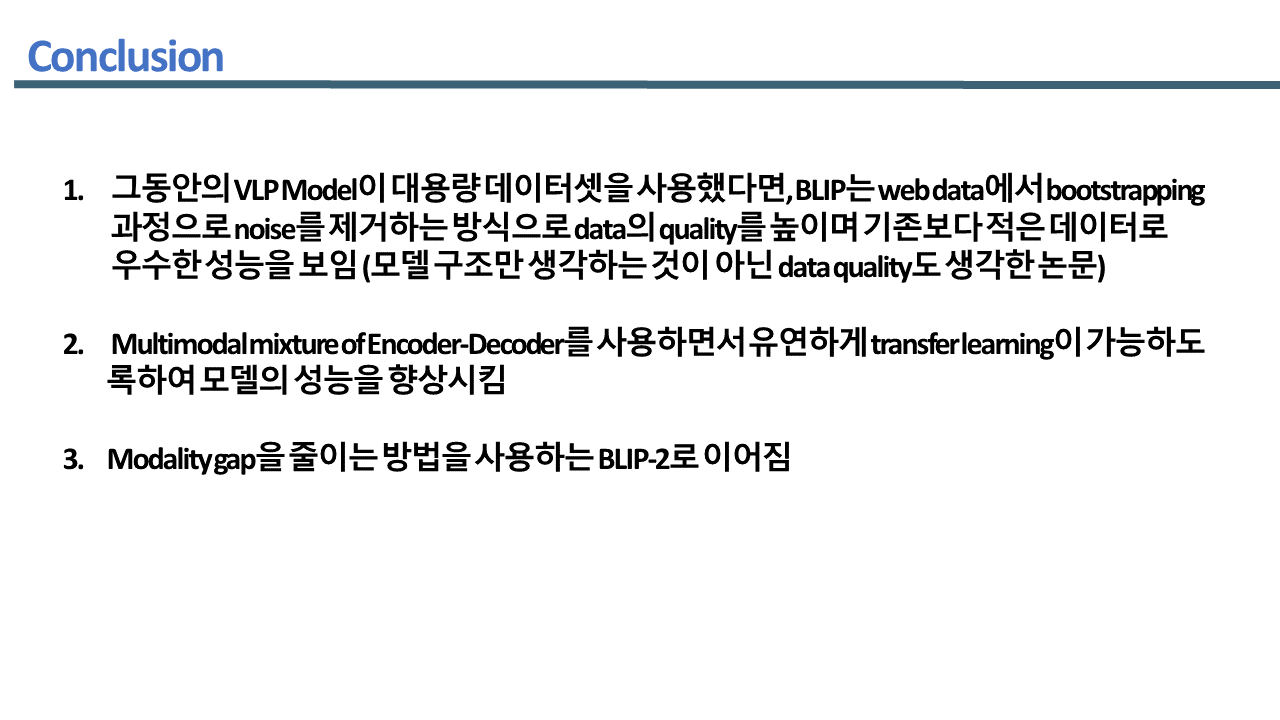 Conclusion
1. 그동안의 VLP Model이 대용량 데이터셋을 사용했다면, BLIP는 web data에서 bootstrapping
과정으로 noise를 제거하는 방식으로 data의 quality를 높이며 기존보다 적은 데이터로
우수한 성능을 보임 (모델 구조만 생각하는 것이 아닌 data quality도 생각한 논문)
2. Multimodal mixture of Encoder-Decoder를 사용하면서 유연하게 transfer learning이 가능하도
록하여 모델의 성능을 향상시킴
3. Modality gap을 줄이는 방법을 사용하는 BLIP-2로 이어짐